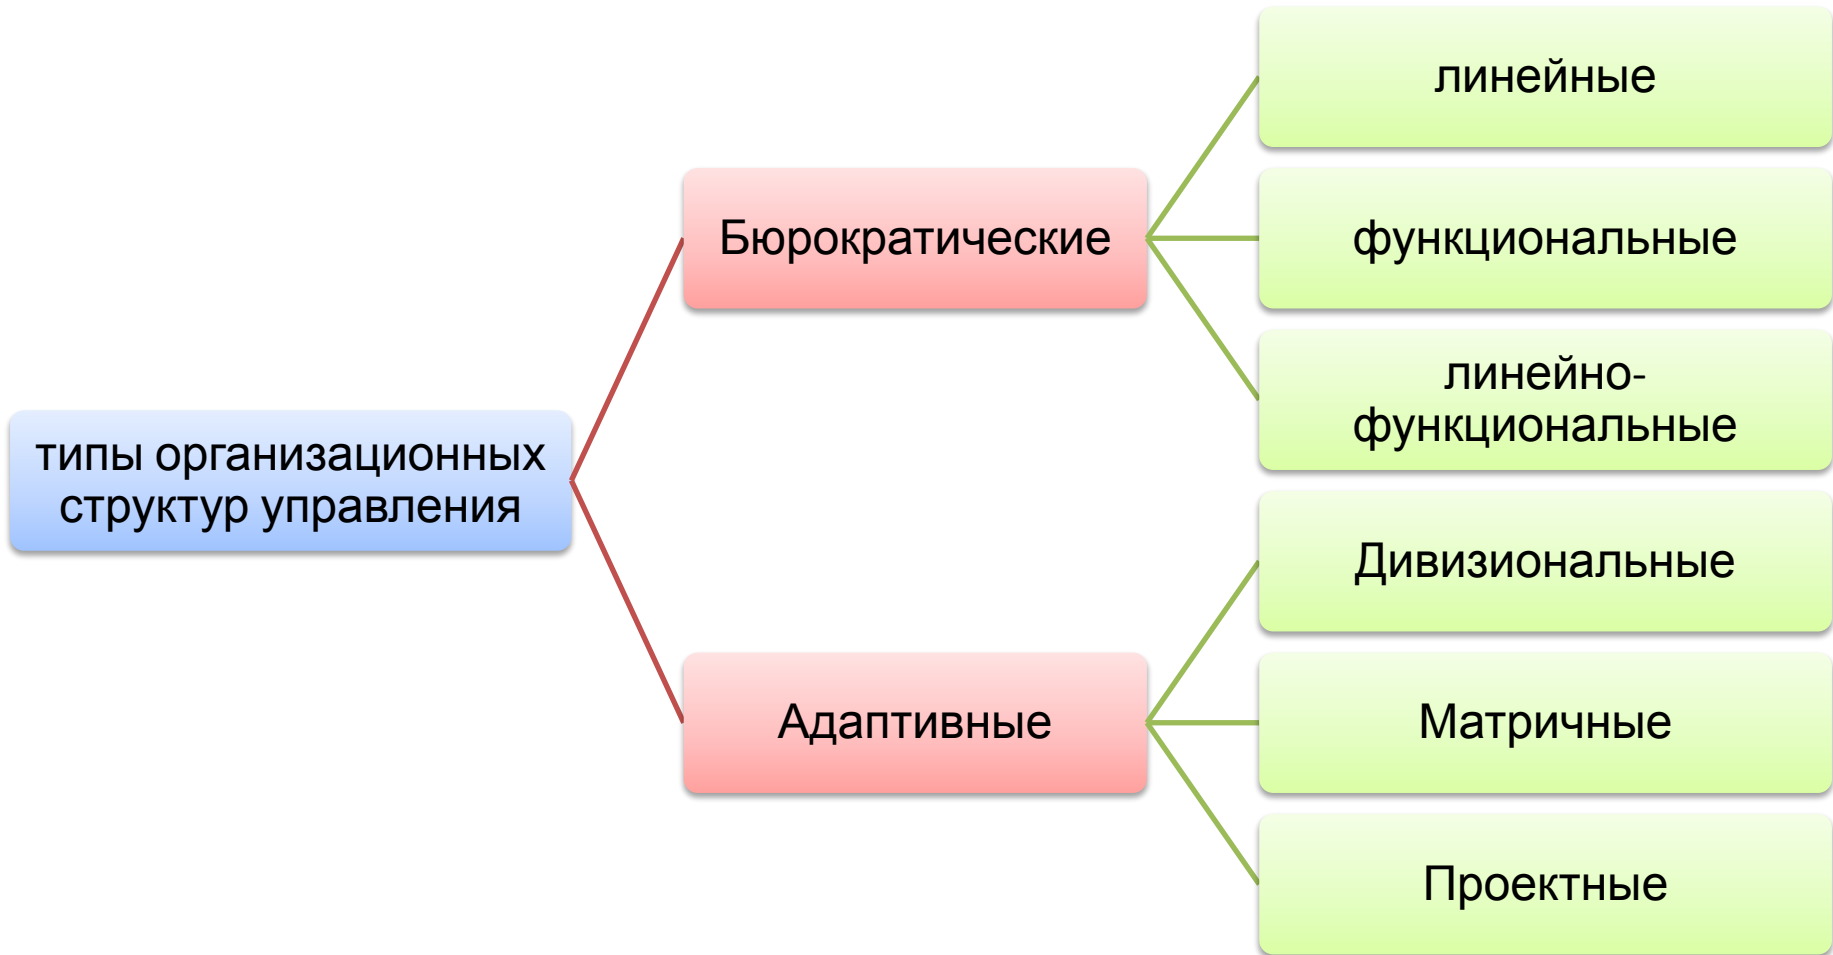 типы организационных
структур управления
Бюрократические
линейные
функциональные
линейно-
функциональные
Адаптивные
Дивизиональные
Матричные
Проектные